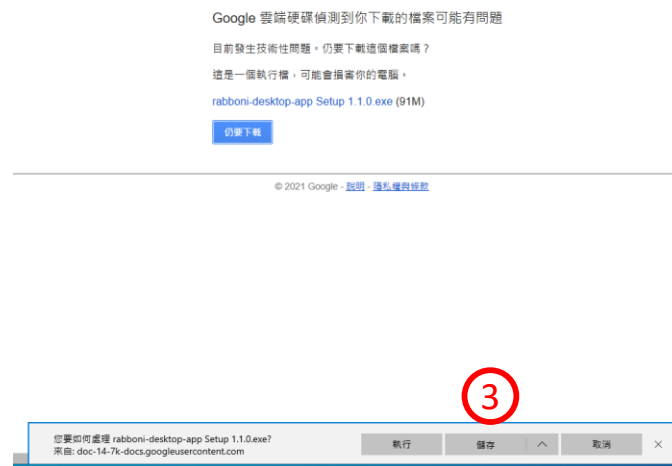 Google 雲端硬碟偵測到你下載的檔案可能有問題
目前發生技術性問題。仍要下載這個檔案嗎？
這是一個執行檔，可能會損害你的電腦。
rabboni-desktop-app Setup 1.1.0.exe (91M)
仍要下載
© 2021 Google - 說明 - 隱私權與條款
3
您要如何處理 rabboni-desktop-app Setup 1.1.0.exe?
來自: doc-14-7k-docs.googleusercontent.com
執行 儲存 取消